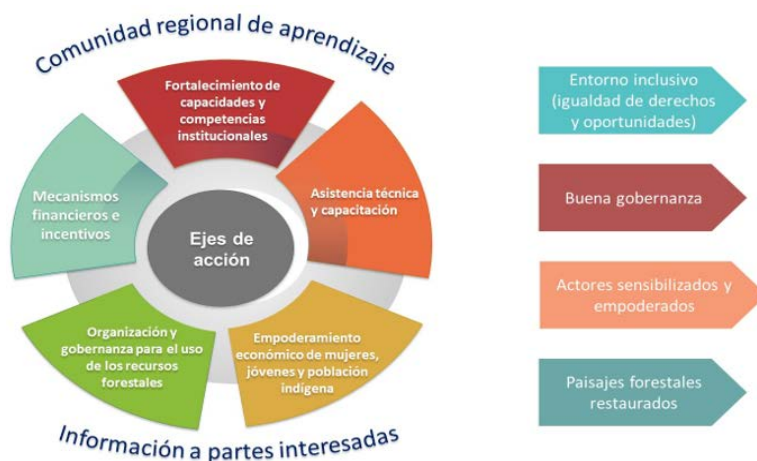 Comunidad regional de aprendizaje
Fortalecimiento de
capacidades y
competencias
institucionales
Mecanismos
financieros e
incentivos
Asistencia técnica
y capacitación
Ejes de
acción
Organización y
gobernanza para el uso
de los recursos
forestales
Empoderamiento
económico de mujeres,
jóvenes y población
indígena
Información a partes interesadas
Entorno inclusivo
(igualdad de derechos
y oportunidades)
Buena gobernanza
Actores sensibilizados y
empoderados
Paisajes forestales
restaurados